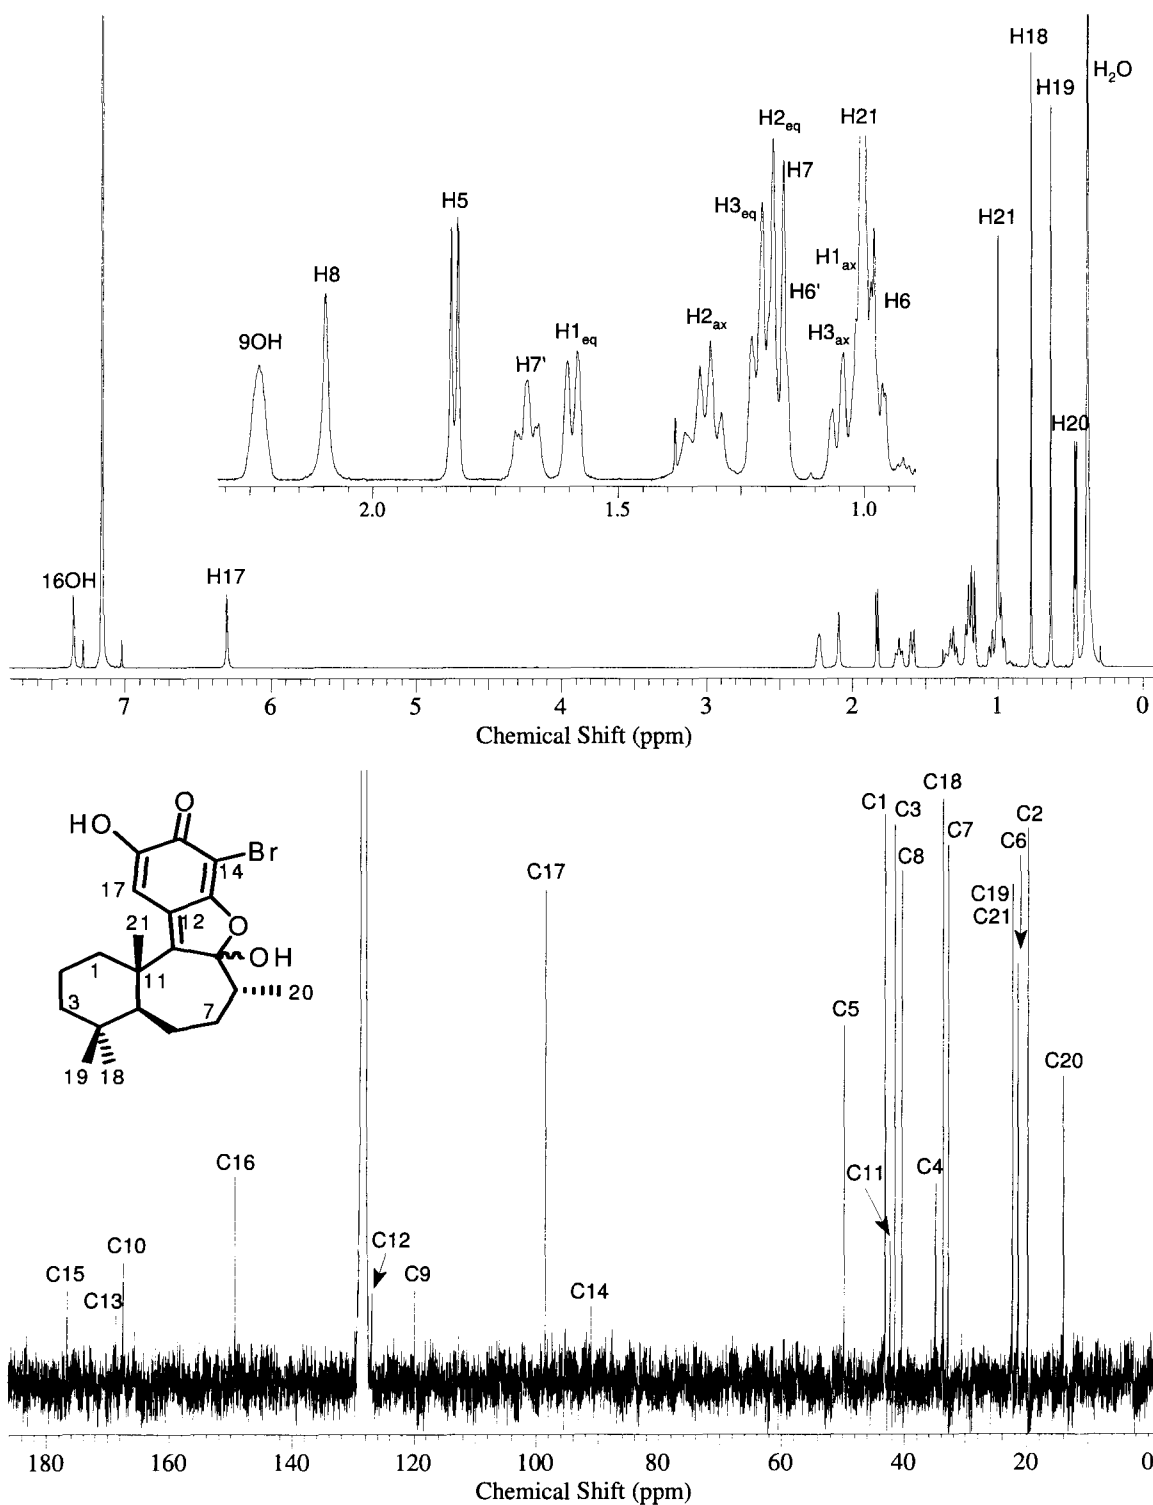 H18
H₂O
H19
H2eq
H21
H7
H5
H3eq
H21
H8
H1ax
H6'
H6
9OH
H2ax
H3ax
H1eq
H7'
H20
2.0
1.5
1.0
16OH
H17
7
6
5
4
3
2
1
0
Chemical Shift (ppm)
C18
C1
C3
C2
C7
C6
C8
C17
C19
C21
O
HO
Br
14
17
O
21
12
OH
1
11
20
3
7
19
18
C5
C20
C16
C11
C4
C10
C12
C15
C9
C13
C14
180
160
140
120
100
80
60
40
20
0
Chemical Shift (ppm)